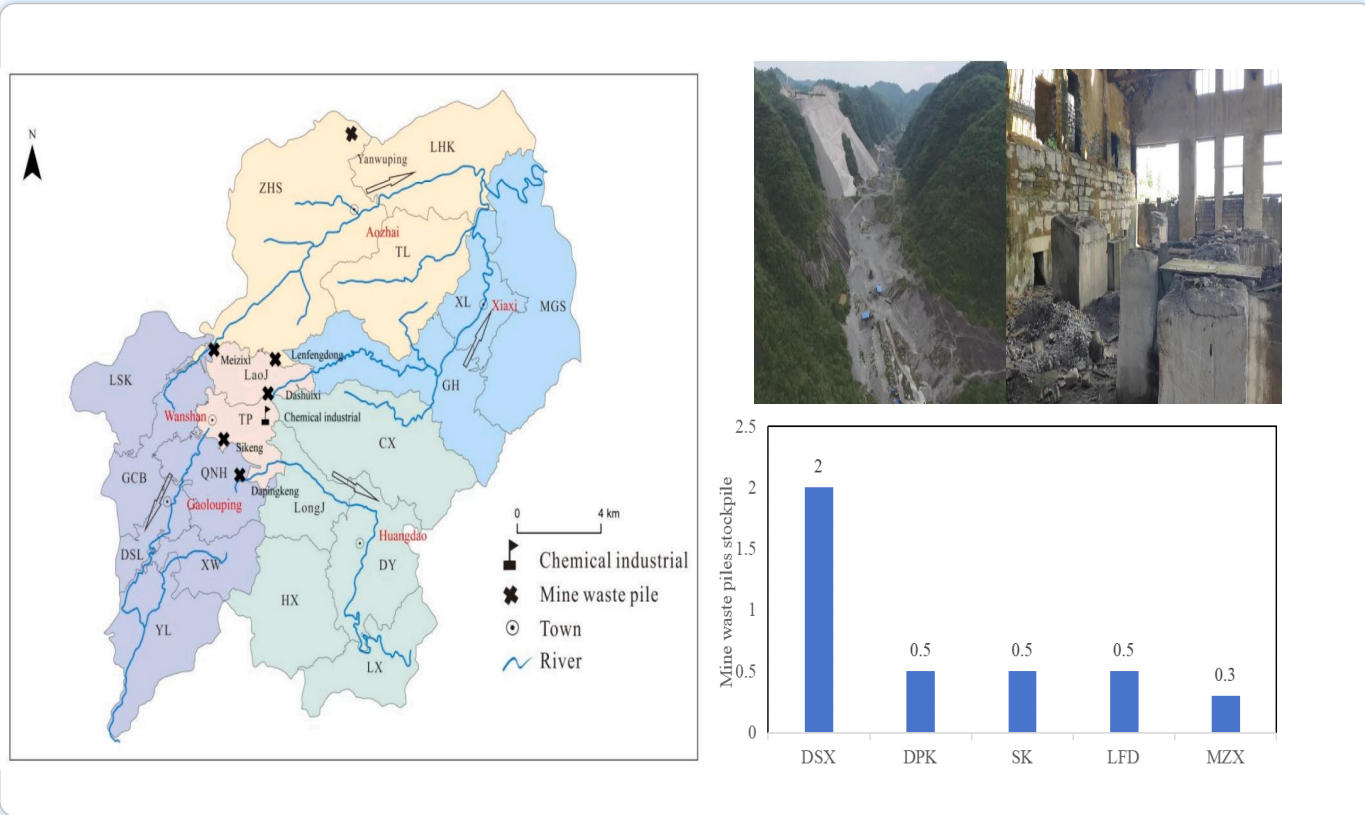 N
Yanwuping
LHK
ZHS
Aozhai
TL
XL
Xiaxi
MGS
Meizixi
Lenfengdong
LaoJ
LSK
GH
Dashuixi
Wanshan
TP
Chemical industrial
CX
Sikeng
GCB
QNH
Dapingkeng
Gaolouping
LongJ
Huangdao
DSL
XW
DY
HX
YL
LX
0
4 km
Chemical industrial
Mine waste pile
Town
River
Mine waste piles stockpile
2.5
2
1.5
1
0.5
0
2
0.5
0.5
0.5
0.3
DSX
DPK
SK
LFD
MZX